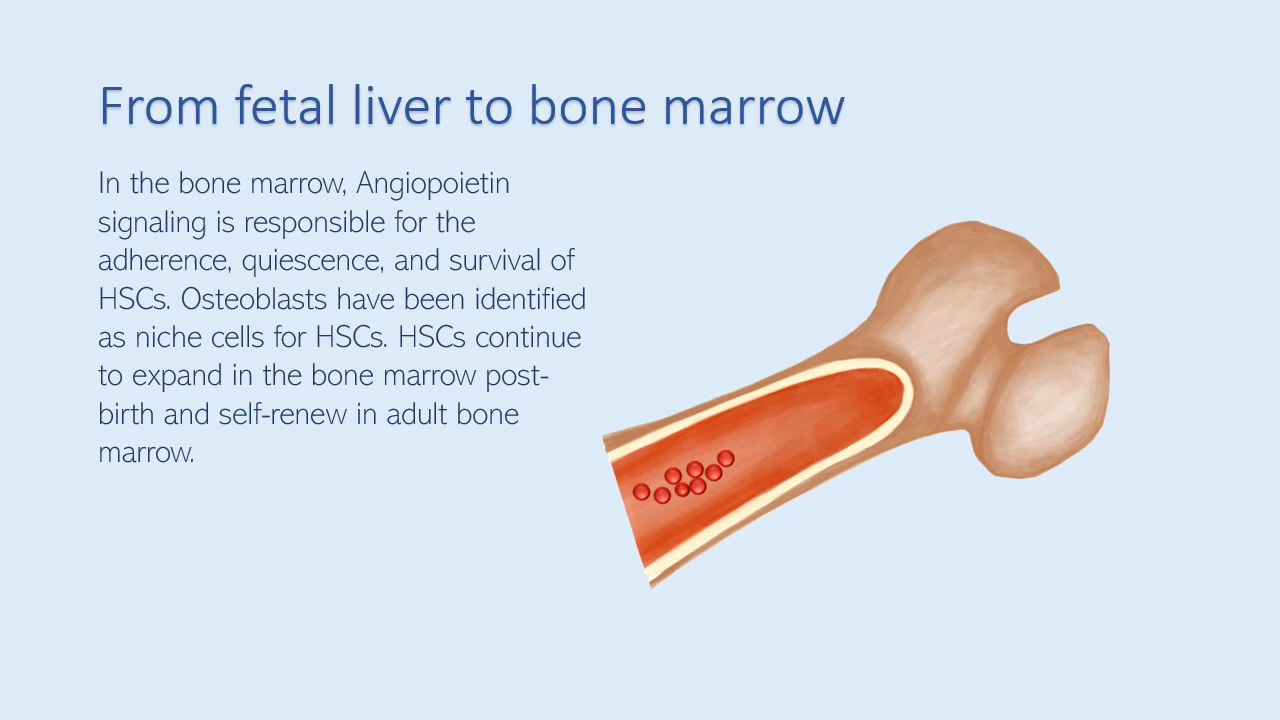 From fetal liver to bone marrow
In the bone marrow, Angiopoietin
signaling is responsible for the
adherence, quiescence, and survival of
HSCs. Osteoblasts have been identified
as niche cells for HSCs. HSCs continue
to expand in the bone marrow post-
birth and self-renew in adult bone
marrow.